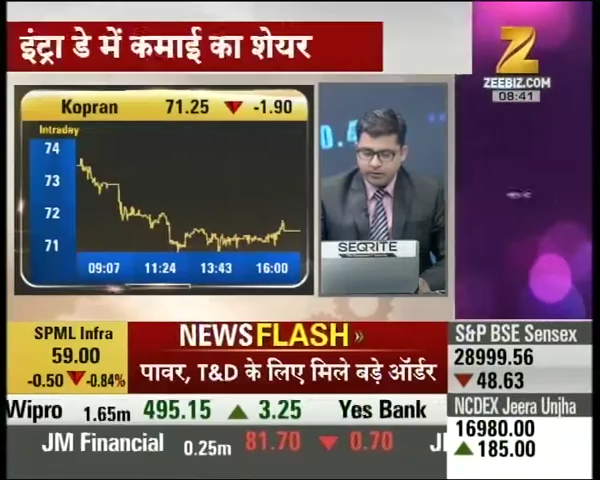 इंट्रा डे में कमाई का शेयर
Z
ZEEBIZ.COM
08:41
Kopran 71.25 ▼ -1.90
Intraday
74
73
72
71
09:07 11:24 13:43 16:00
0.4
SEQRITE
SPML Infra
59.00
-0.50 ▼ -0.84%
NEWS FLASH »
पावर, T&D के लिए मिले बड़े ऑर्डर
S&P BSE Sensex
28999.56
▼ 48.63
Wipro 1.65m 495.15 ▲ 3.25 Yes Bank
JM Financial 0.25m 81.70 ▼ 0.70
NCDEX Jeera Unjha
16980.00
▲ 185.00